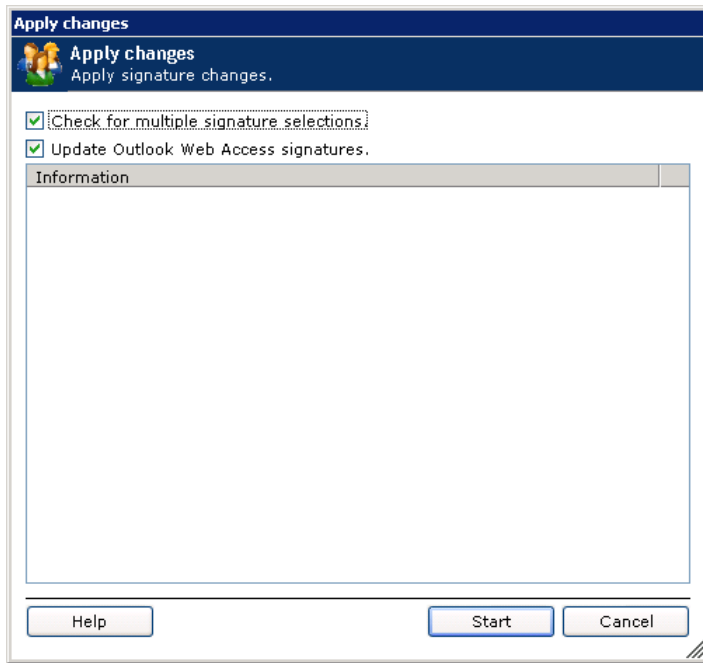 Apply changes
Apply changes
Apply signature changes.
Check for multiple signature selections.
Update Outlook Web Access signatures.
Information
Help Start Cancel